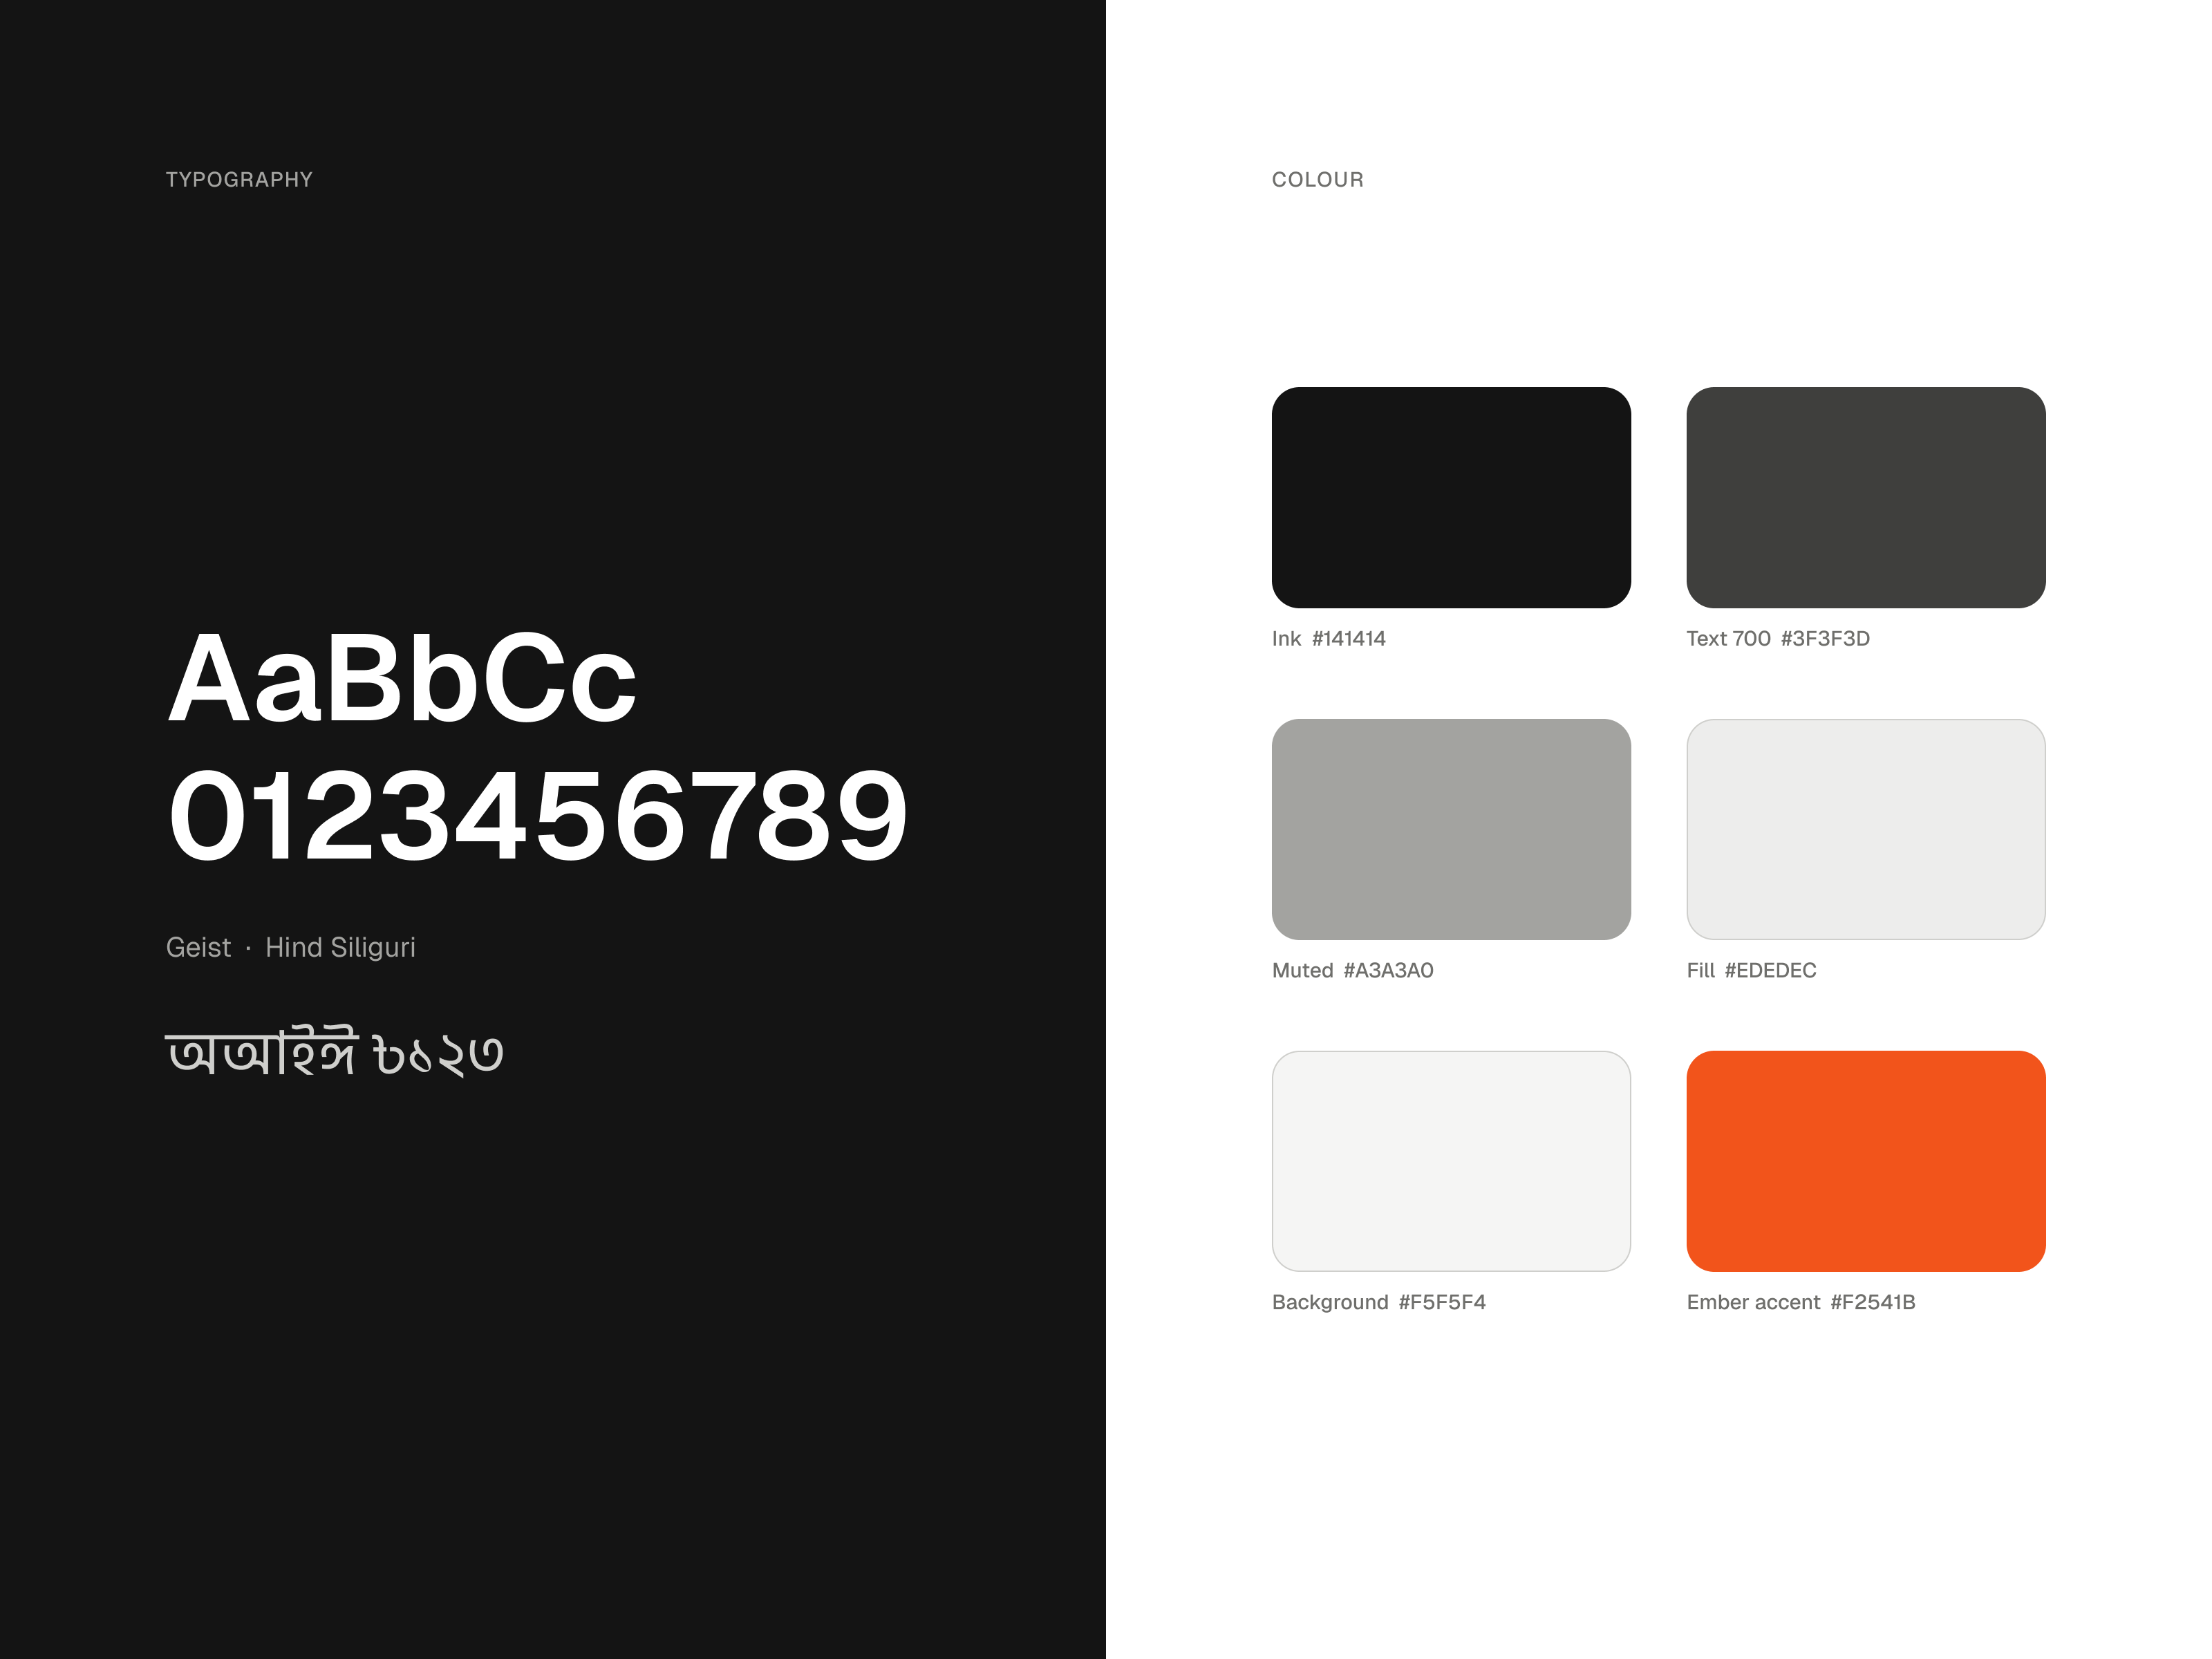 TYPOGRAPHY
AaBbCc
0123456789
Geist · Hind Siliguri
অআইঈ ৳১২৩
COLOUR
Ink #141414
Text 700 #3F3F3D
Muted #A3A3A0
Fill #EDEDEC
Background #F5F5F4
Ember accent #F2541B